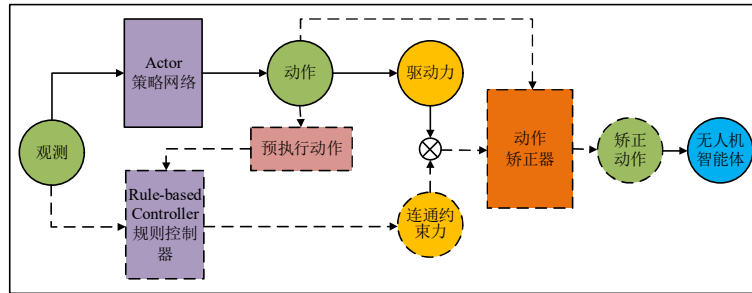 Actor
策略网络
动作
驱动力
观测
预执行动作
动作
矫正器
矫正
动作
无人机
智能体
Rule-based
Controller
规则控制
器
连通约
束力